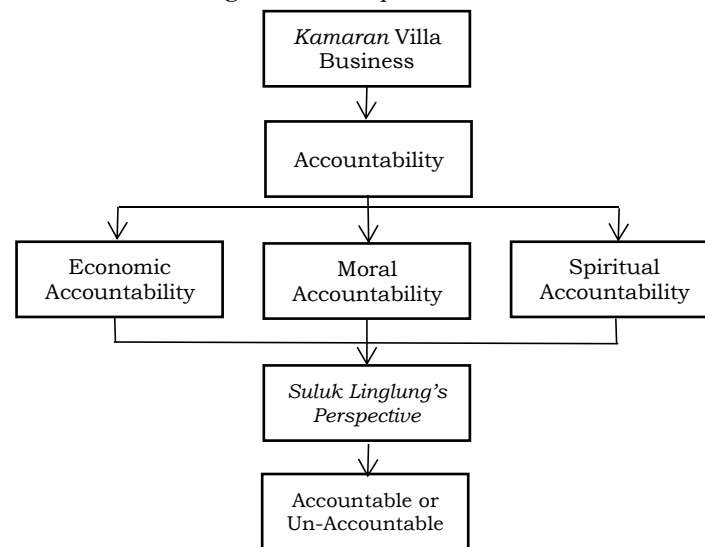 Kamaran Villa
Business
Accountability
Economic
Accountability
Moral
Accountability
Spiritual
Accountability
Suluk Linglung's
Perspective
Accountable or
Un-Accountable